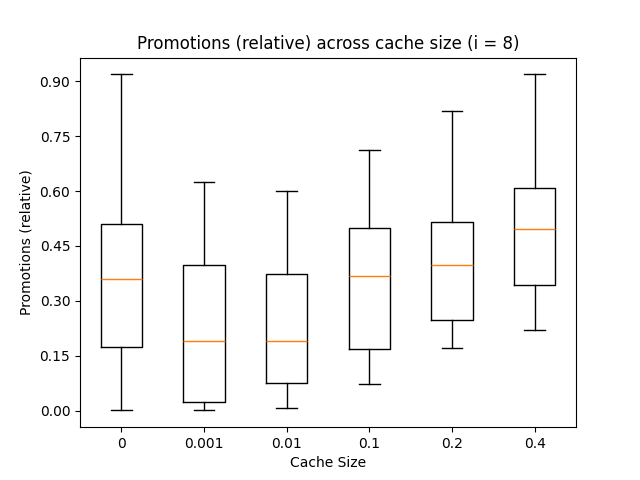 Promotions (relative) across cache size (i = 8)
Promotions (relative)
0.90
0.75
0.60
0.45
0.30
0.15
0.00
0 0.001 0.01 0.1 0.2 0.4
Cache Size